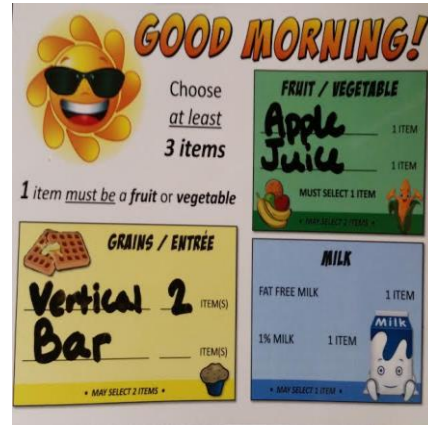 GOOD MORNING!
Choose
at least
3 items
1 item must be a fruit or vegetable
FRUIT / VEGETABLE
Apple 1 ITEM
Juice 1 ITEM
MUST SELECT 1 ITEM
• MAY SELECT 2 ITEMS •
GRAINS / ENTRÉE
Vertical 2 ITEM(S)
Bar ITEM(S)
• MAY SELECT 2 ITEMS •
MILK
FAT FREE MILK 1 ITEM
1% MILK 1 ITEM
Milk
• MAY SELECT 1 ITEM •